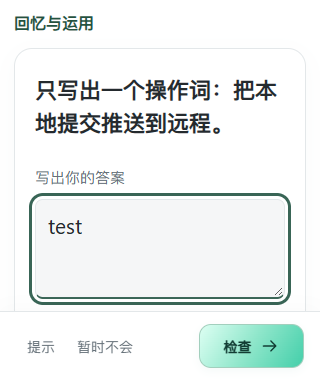 回忆与运用
只写出一个操作词：把本
地提交推送到远程。
写出你的答案
test
提示 暂时不会 检查 →